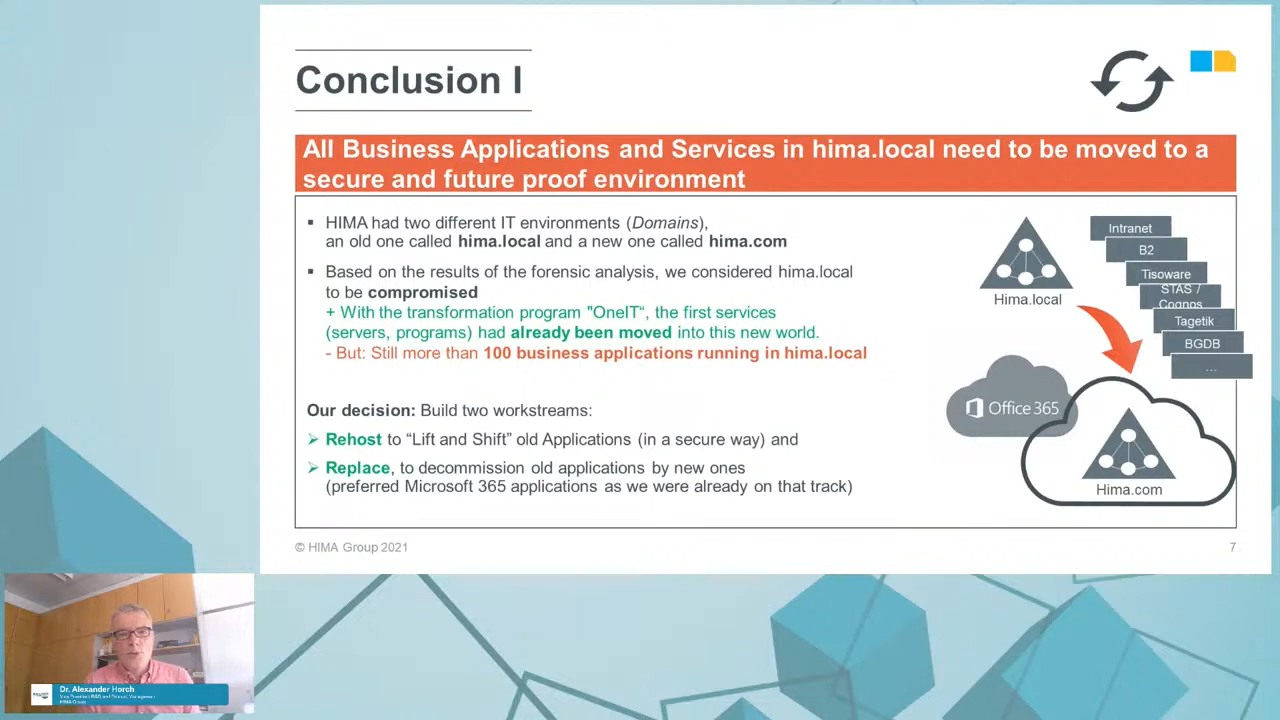 Conclusion I
All Business Applications and Services in hima.local need to be moved to a
secure and future proof environment
▪ HIMA had two different IT environments (Domains),
an old one called hima.local and a new one called hima.com
▪ Based on the results of the forensic analysis, we considered hima.local
to be compromised
+ With the transformation program "OneIT“, the first services
(servers, programs) had already been moved into this new world.
- But: Still more than 100 business applications running in hima.local
Our decision: Build two workstreams:
➢ Rehost to “Lift and Shift” old Applications (in a secure way) and
➢ Replace, to decommission old applications by new ones
(preferred Microsoft 365 applications as we were already on that track)
Hima.local
Intranet
B2
Tisoware
STAS /
Cognos
Tagetik
BGDB
...
Office 365
Hima.com
© HIMA Group 2021
7
Dr. Alexander Horch
Vice President R&D and Product Management
HIMA Group